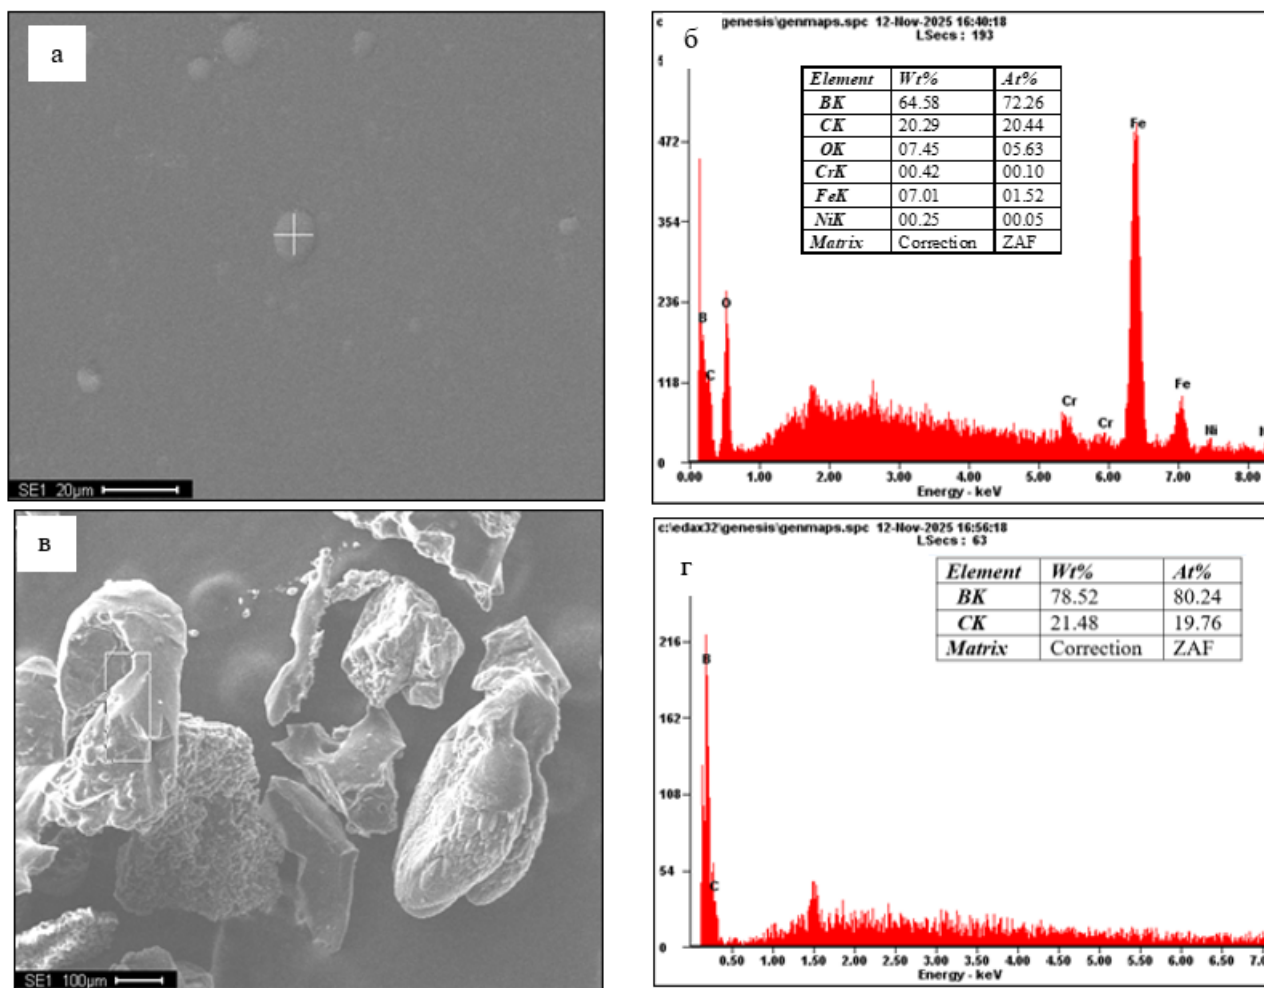 а
SE1 20µm
c genesis\genmaps.spc 12-Nov-2025 16:40:18
LSecs : 193
б
Element Wt% At%
BK 64.58 72.26
CK 20.29 20.44
OK 07.45 05.63
CrK 00.42 00.10
FeK 07.01 01.52
NiK 00.25 00.05
Matrix Correction ZAF
472
354
236
118
0
B
C
O
Cr
Cr
Fe
Fe
Ni
0.00 1.00 2.00 3.00 4.00 5.00 6.00 7.00 8.00
Energy - keV
в
SE1 100µm
c:\edax32\genesis\genmaps.spc 12-Nov-2025 16:56:18
LSecs : 63
г
Element Wt% At%
BK 78.52 80.24
CK 21.48 19.76
Matrix Correction ZAF
216
162
108
54
0
B
C
0.50 1.00 1.50 2.00 2.50 3.00 3.50 4.00 4.50 5.00 5.50 6.00 6.50 7.0
Energy - keV